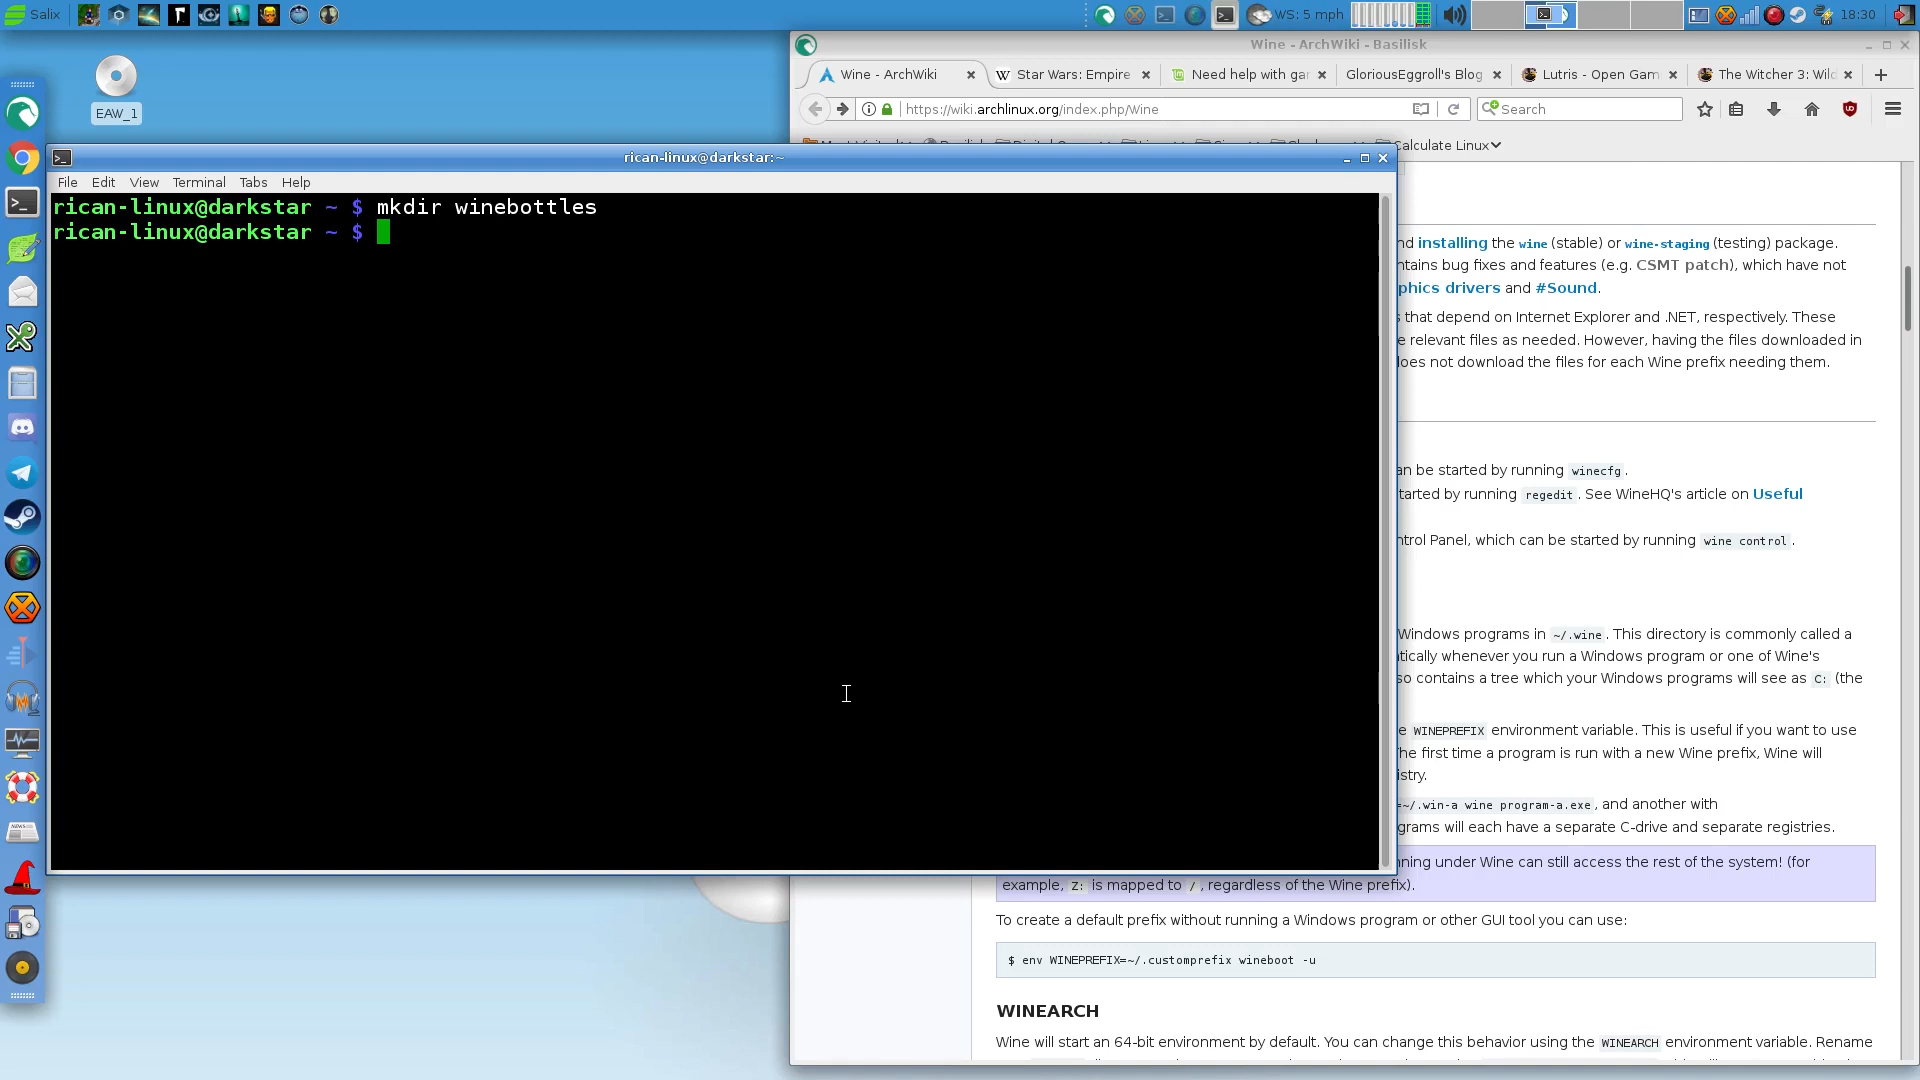 Salix
WS: 5 mph
18:30
EAW_1
Wine - ArchWiki - Basilisk
Wine - ArchWiki
Star Wars: Empire
Need help with gar
GloriousEggroll's Blog
Lutris - Open Gam
The Witcher 3: Wild
https://wiki.archlinux.org/index.php/Wine
Search
Calculate Linux
rican-linux@darkstar:~
File Edit View Terminal Tabs Help
rican-linux@darkstar ~ $ mkdir winebottles
rican-linux@darkstar ~ $
nd installing the wine (stable) or wine-staging (testing) package.
ntains bug fixes and features (e.g. CSMT patch), which have not
phics drivers and #Sound.
s that depend on Internet Explorer and .NET, respectively. These
e relevant files as needed. However, having the files downloaded in
oes not download the files for each Wine prefix needing them.
an be started by running winecfg.
tarted by running regedit. See WineHQ's article on Useful
ntrol Panel, which can be started by running wine control.
Windows programs in ~/.wine. This directory is commonly called a
tically whenever you run a Windows program or one of Wine's
so contains a tree which your Windows programs will see as C: (the
e WINEPREFIX environment variable. This is useful if you want to use
he first time a program is run with a new Wine prefix, Wine will
istry.
=~/.win-a wine program-a.exe, and another with
grams will each have a separate C-drive and separate registries.
ning under Wine can still access the rest of the system! (for
example, Z: is mapped to /, regardless of the Wine prefix).
To create a default prefix without running a Windows program or other GUI tool you can use:
$ env WINEPREFIX=~/.customprefix wineboot -u
WINEARCH
Wine will start an 64-bit environment by default. You can change this behavior using the WINEARCH environment variable. Rename
NEWS